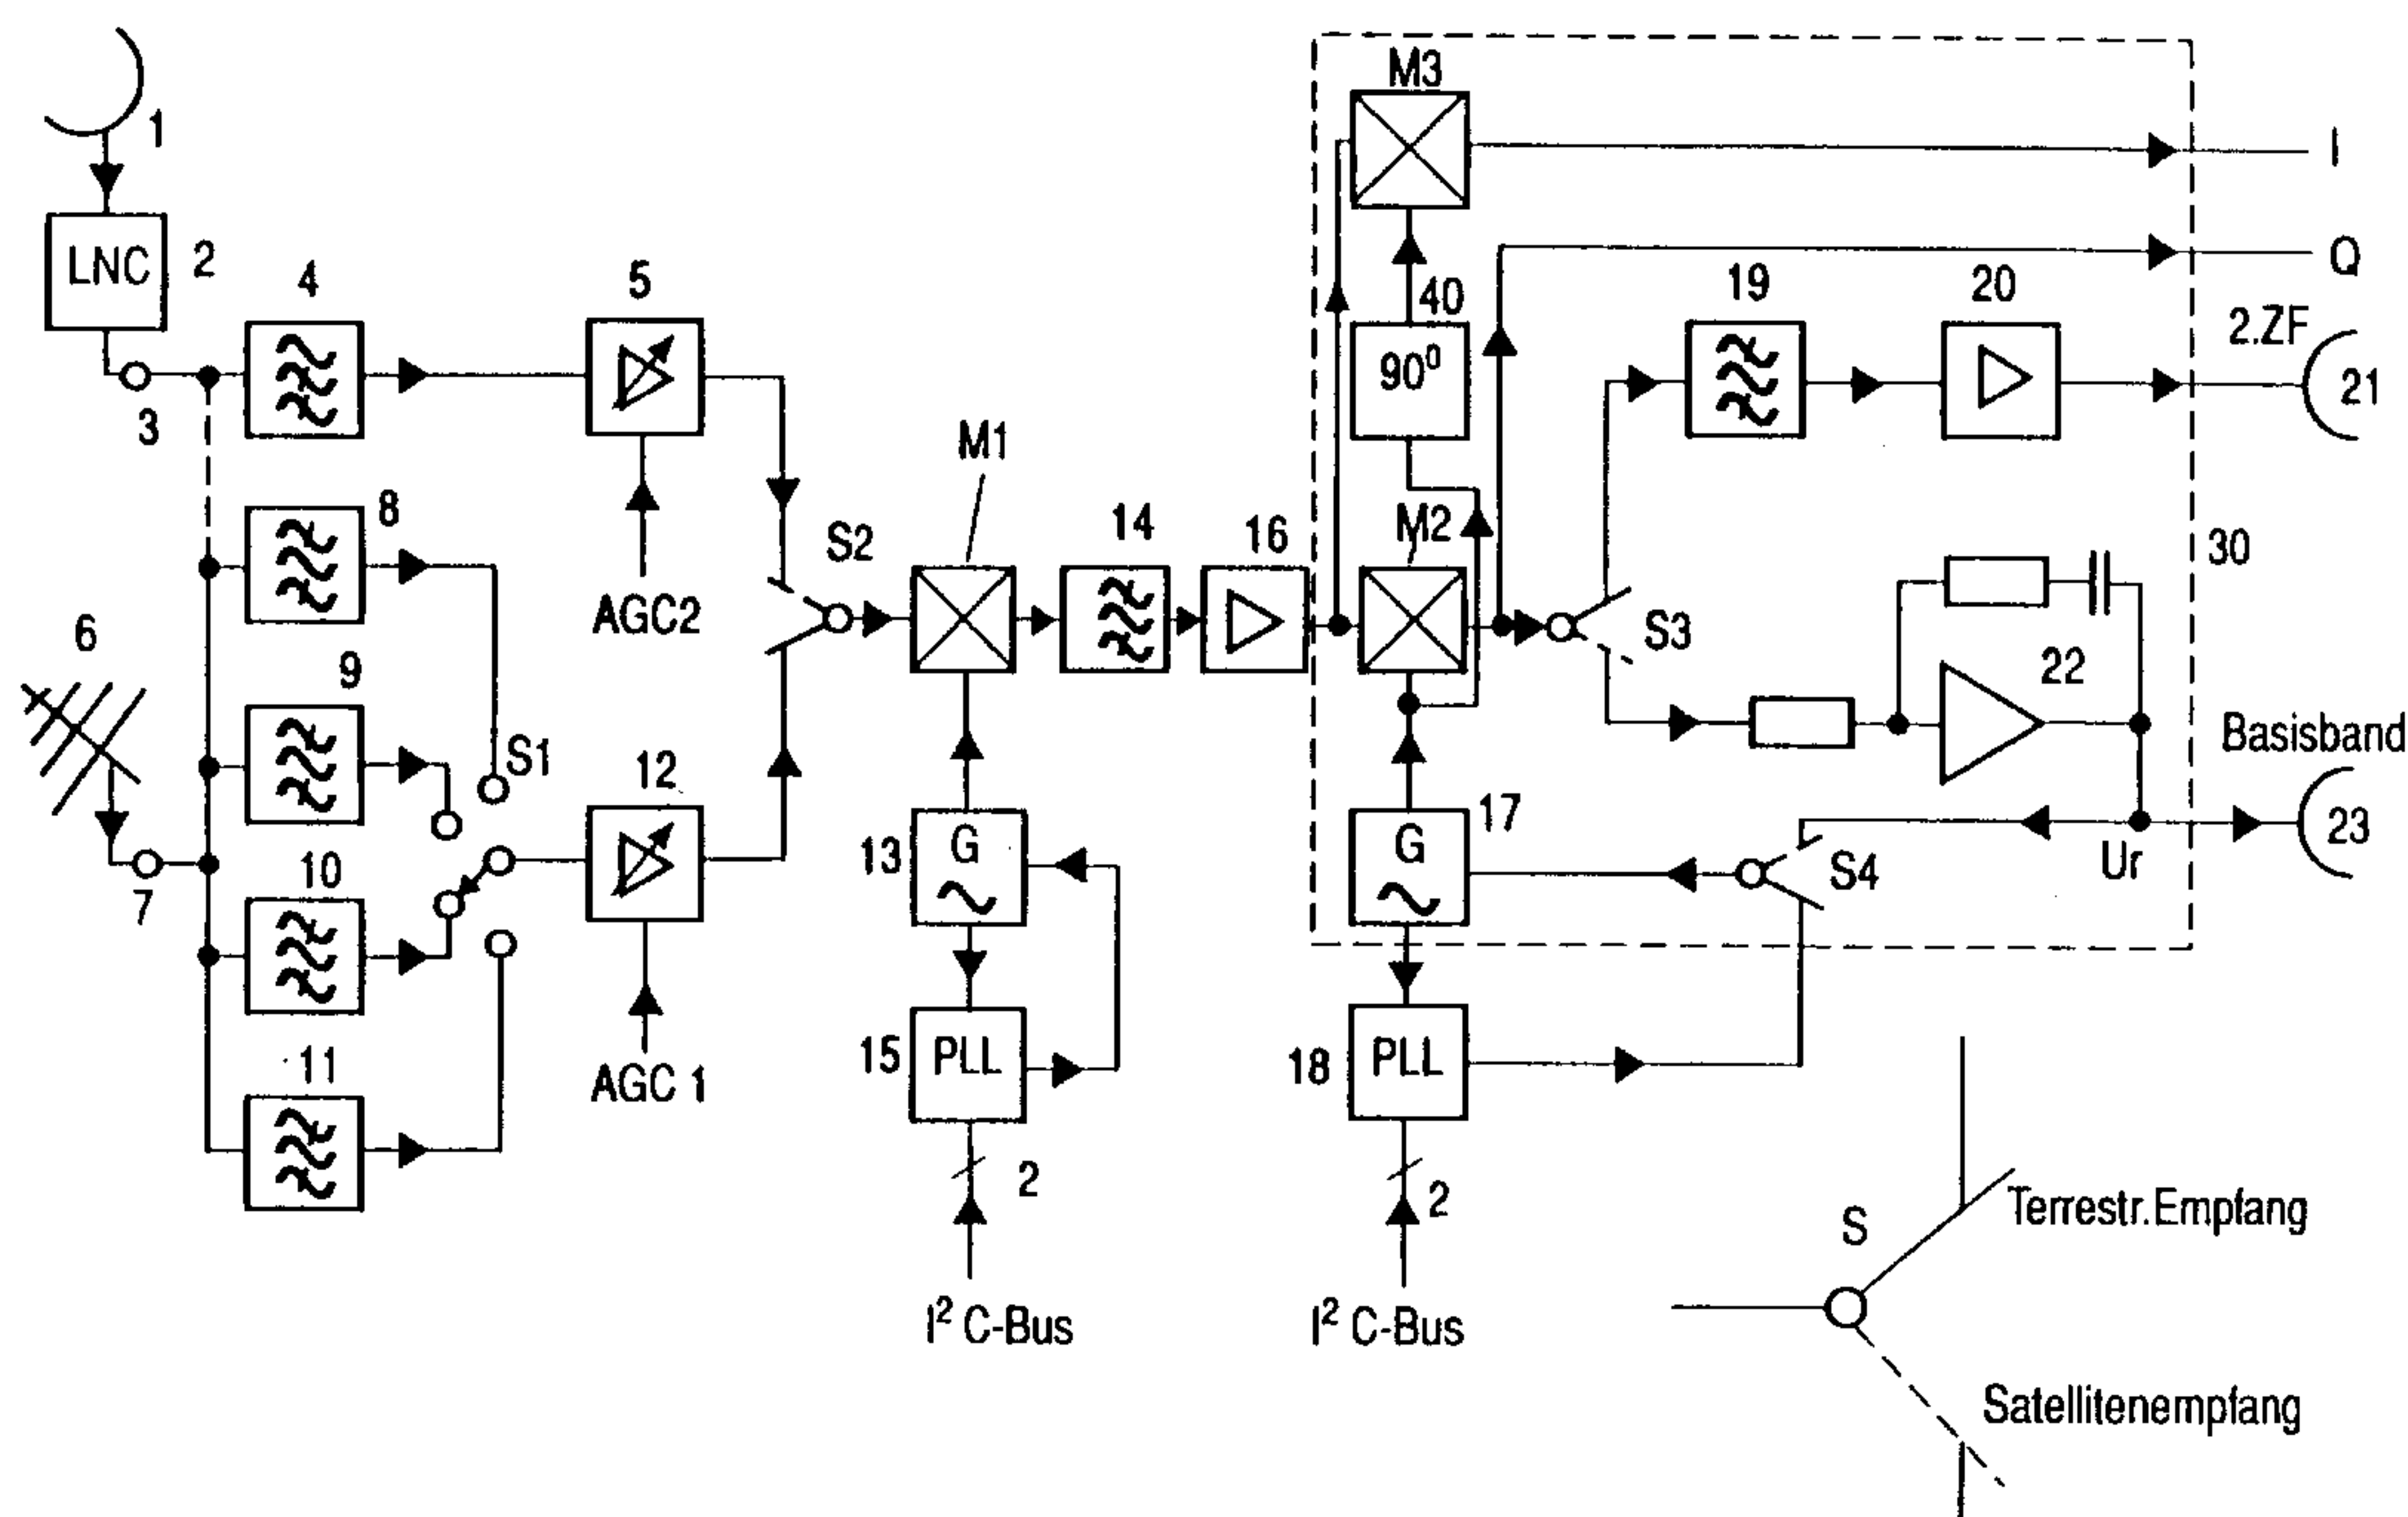 M3
1
I
LNC
2
4
5
40
19
20
Q
2.ZF
90⁰
21
3
M1
8
14
16
M2
S2
AGC2
30
6
9
S3
22
S1
12
Basisband
13
G
17
G
23
7
10
S4
Ur
11
AGC 1
15
PLL
18
PLL
2
2
I² C-Bus
I² C-Bus
S
Terrestr.Empfang
Satellitenempfang